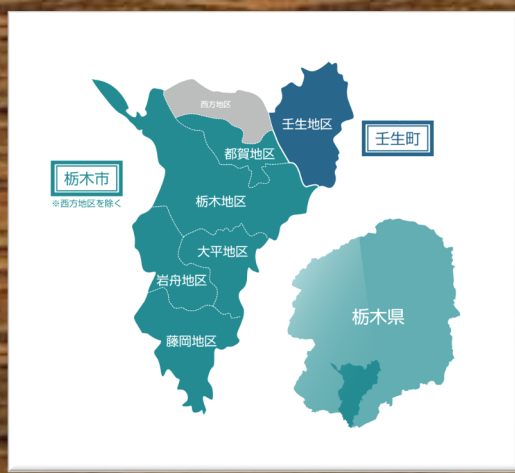 西方地区
壬生地区
壬生町
都賀地区
栃木市
※西方地区を除く
栃木地区
大平地区
岩舟地区
栃木県
藤岡地区